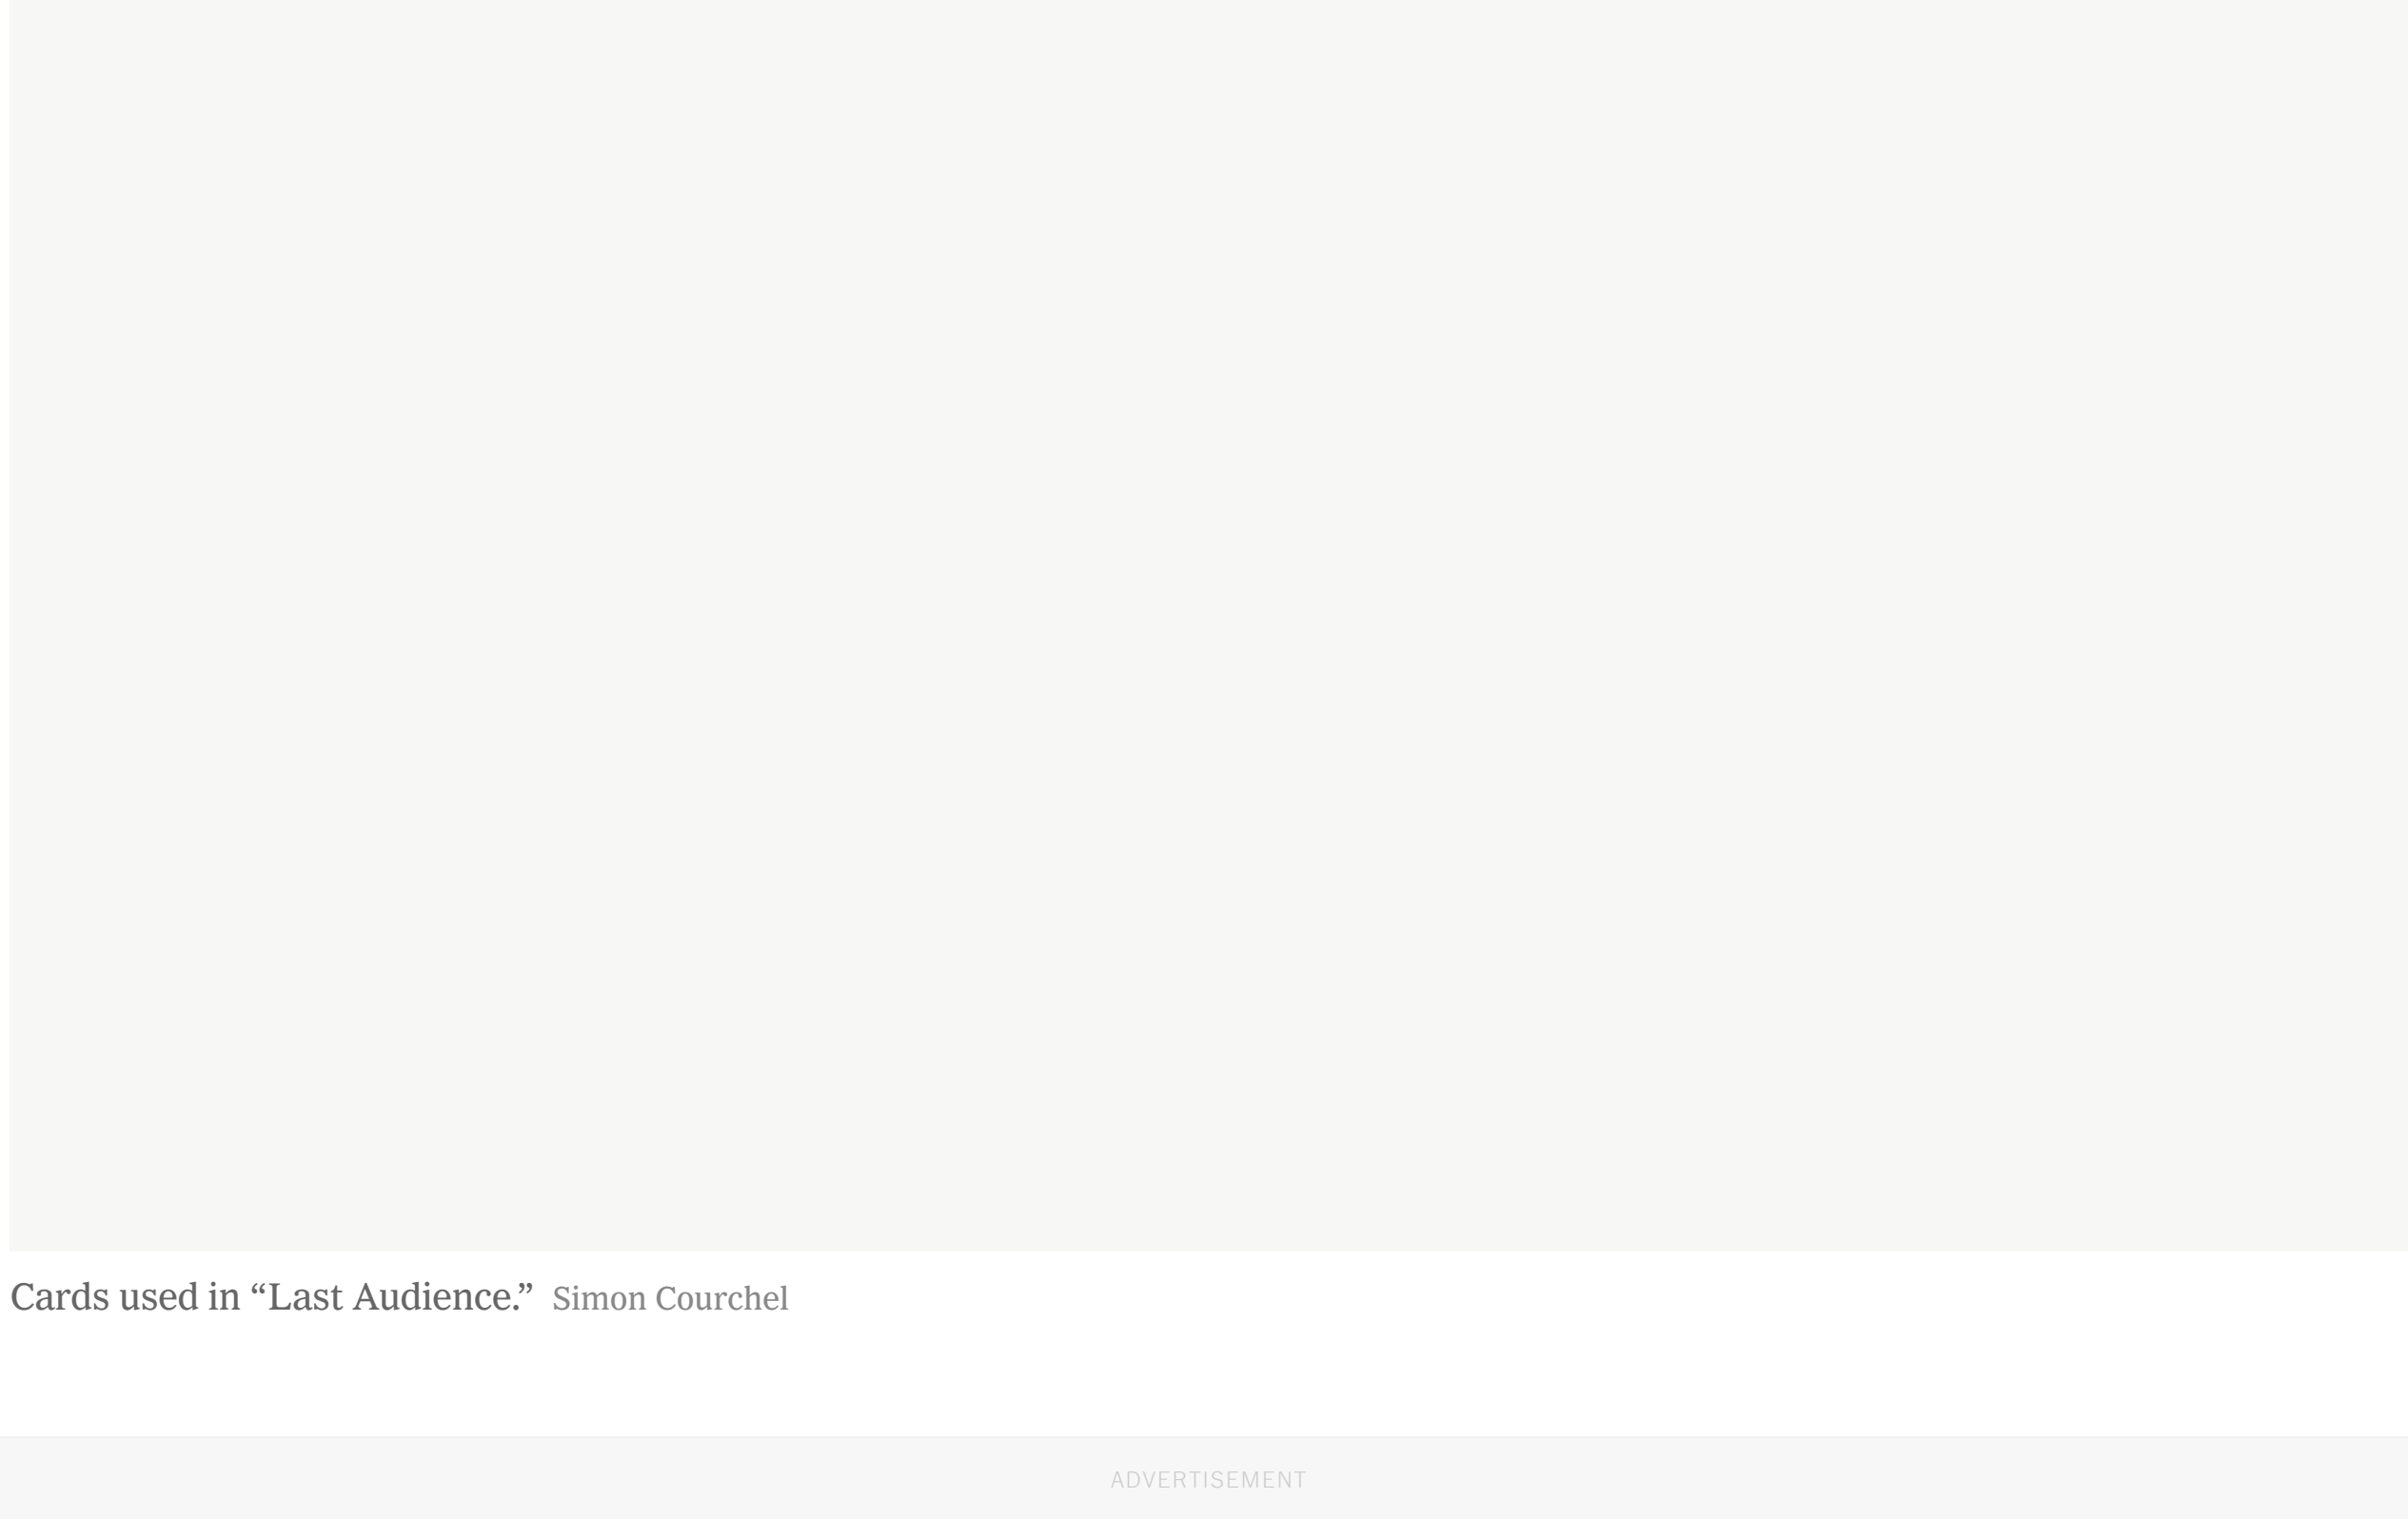 Cards used in “Last Audience.” Simon Courchel
ADVERTISEMENT